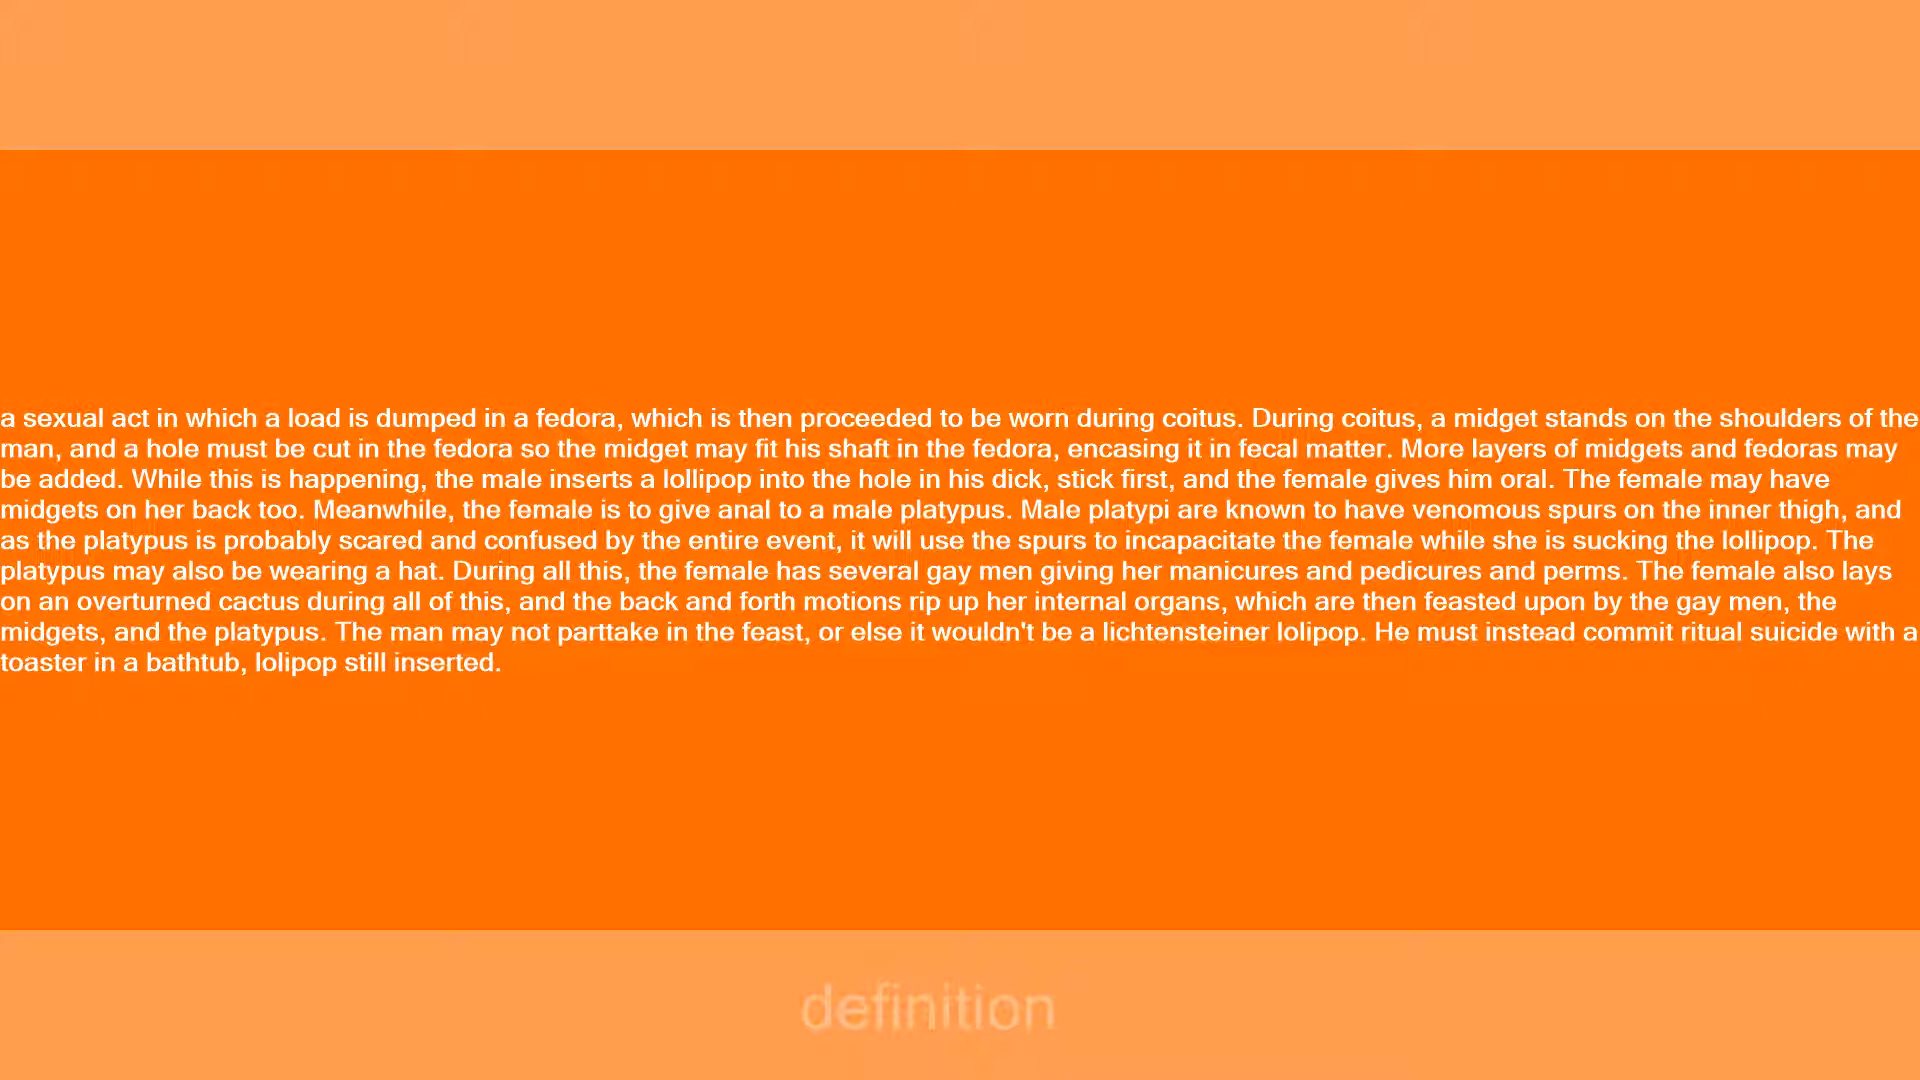 a sexual act in which a load is dumped in a fedora, which is then proceeded to be worn during coitus. During coitus, a midget stands on the shoulders of the
man, and a hole must be cut in the fedora so the midget may fit his shaft in the fedora, encasing it in fecal matter. More layers of midgets and fedoras may
be added. While this is happening, the male inserts a lollipop into the hole in his dick, stick first, and the female gives him oral. The female may have
midgets on her back too. Meanwhile, the female is to give anal to a male platypus. Male platypi are known to have venomous spurs on the inner thigh, and
as the platypus is probably scared and confused by the entire event, it will use the spurs to incapacitate the female while she is sucking the lollipop. The
platypus may also be wearing a hat. During all this, the female has several gay men giving her manicures and pedicures and perms. The female also lays
on an overturned cactus during all of this, and the back and forth motions rip up her internal organs, which are then feasted upon by the gay men, the
midgets, and the platypus. The man may not parttake in the feast, or else it wouldn't be a lichtensteiner lolipop. He must instead commit ritual suicide with a
toaster in a bathtub, lolipop still inserted.
definition